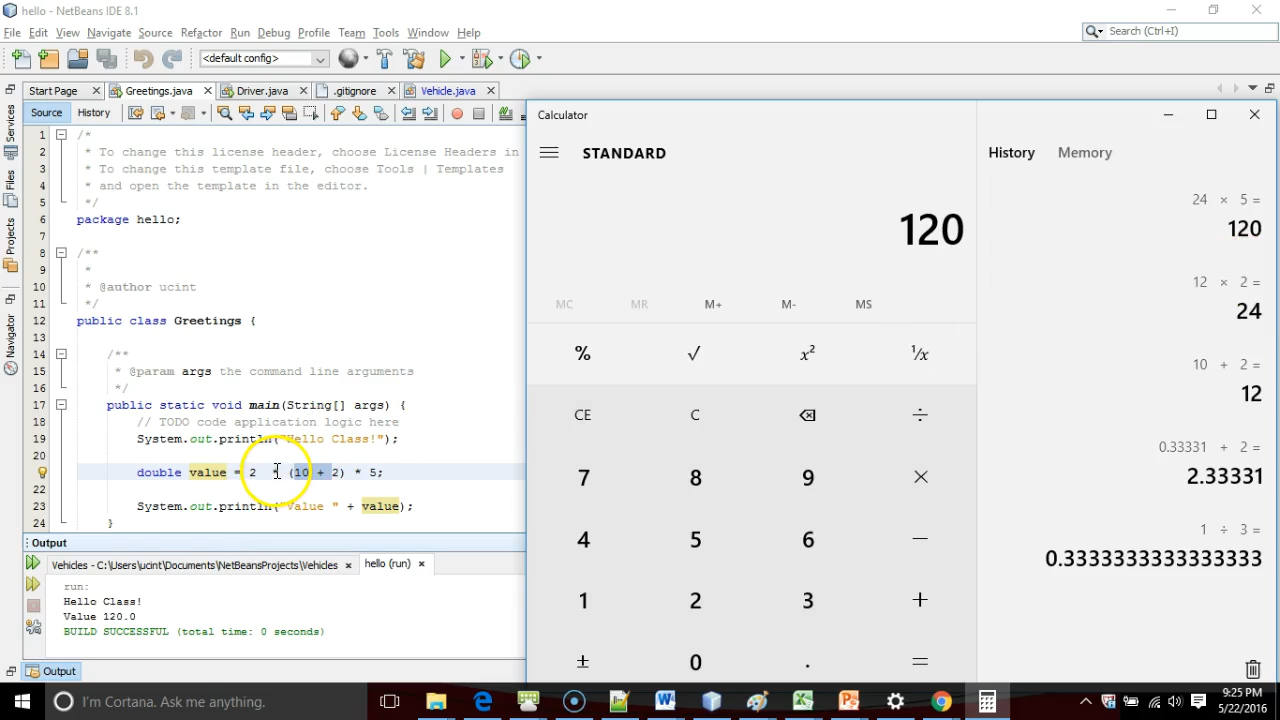 hello - NetBeans IDE 8.1
File Edit View Navigate Source Refactor Run Debug Profile Team Tools Window Help
Search (Ctrl+I)
<default config>
Start Page Greetings.java Driver.java .gitignore Vehicle.java
Source History
Services
Files
Projects
Navigator
1 /*
2 * To change this license header, choose License Headers in
3 * To change this template file, choose Tools | Templates
4 * and open the template in the editor.
5 */
6 package hello;
7
8 /**
9 *
10 * @author ucint
11 */
12 public class Greetings {
13
14 /**
15 * @param args the command line arguments
16 */
17 public static void main(String[] args) {
18 // TODO code application logic here
19 System.out.println("Hello Class!");
20
double value = 2 * (10 + 2) * 5;
22
23 System.out.println("Value " + value);
24 }
Output
Vehicles - C:\Users\ucint\Documents\NetBeansProjects\Vehicles hello (run)
run:
Hello Class!
Value 120.0
BUILD SUCCESSFUL (total time: 0 seconds)
Output
Calculator
STANDARD
120
MC MR M+ M- MS
% √ x² ¹/x
CE C ÷
7 8 9 ×
4 5 6 −
1 2 3 +
± 0 . =
History Memory
24 × 5 =
120
12 × 2 =
24
10 + 2 =
12
0.33331 + 2 =
2.33331
1 ÷ 3 =
0.3333333333333333
I'm Cortana. Ask me anything.
9:25 PM
5/22/2016